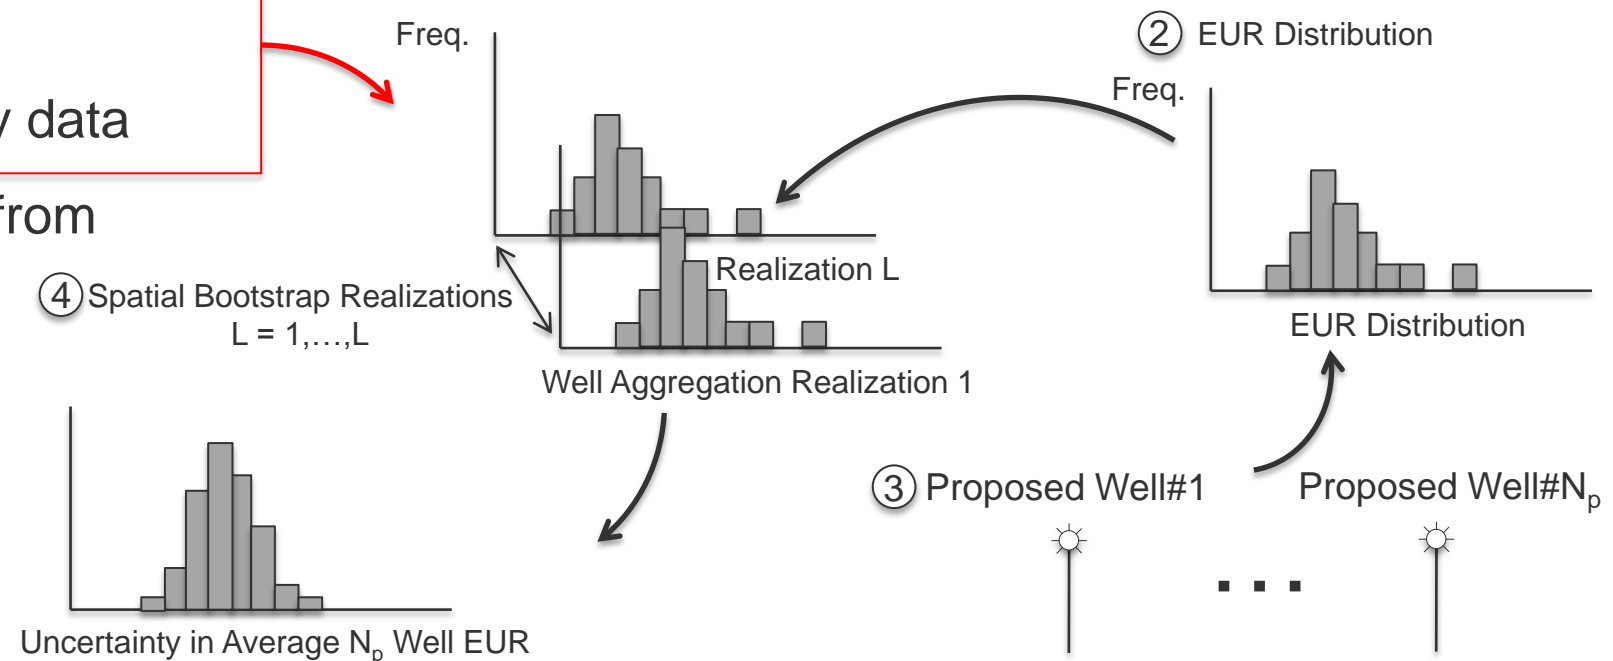 data
from
Freq.
② EUR Distribution
Freq.
Realization L
④ Spatial Bootstrap Realizations
L = 1,…,L
EUR Distribution
Well Aggregation Realization 1
③ Proposed Well#1
Proposed Well#Nₚ
...
Uncertainty in Average Nₚ Well EUR